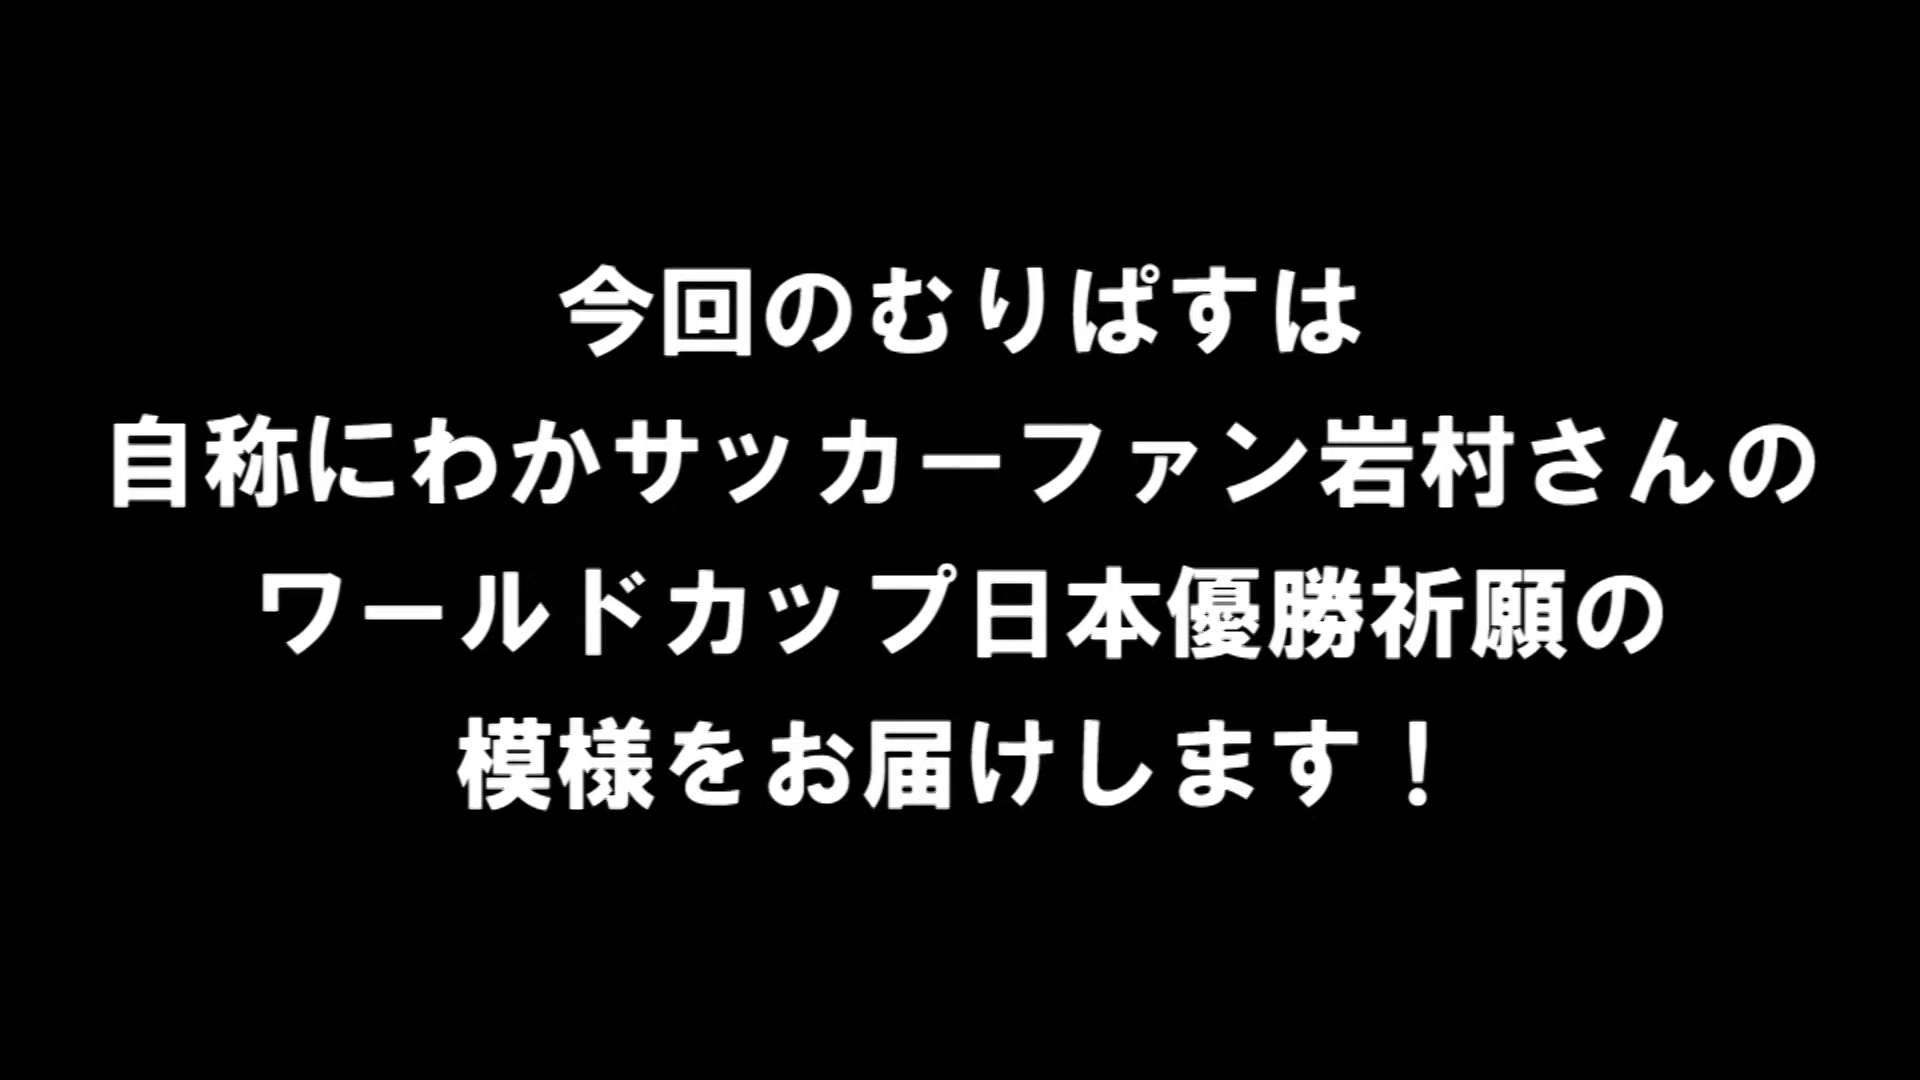 今回のむりぱすは
自称にわかサッカーファン岩村さんの
ワールドカップ日本優勝祈願の
模様をお届けします！